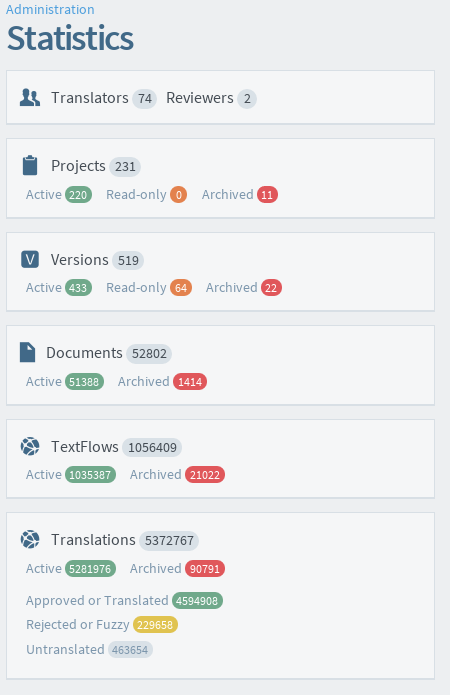 Administration
Statistics
Translators 74 Reviewers 2
Projects 231
Active 220 Read-only 0 Archived 11
V Versions 519
Active 433 Read-only 64 Archived 22
Documents 52802
Active 51388 Archived 1414
TextFlows 1056409
Active 1035387 Archived 21022
Translations 5372767
Active 5281976 Archived 90791
Approved or Translated 4594908
Rejected or Fuzzy 229658
Untranslated 463654